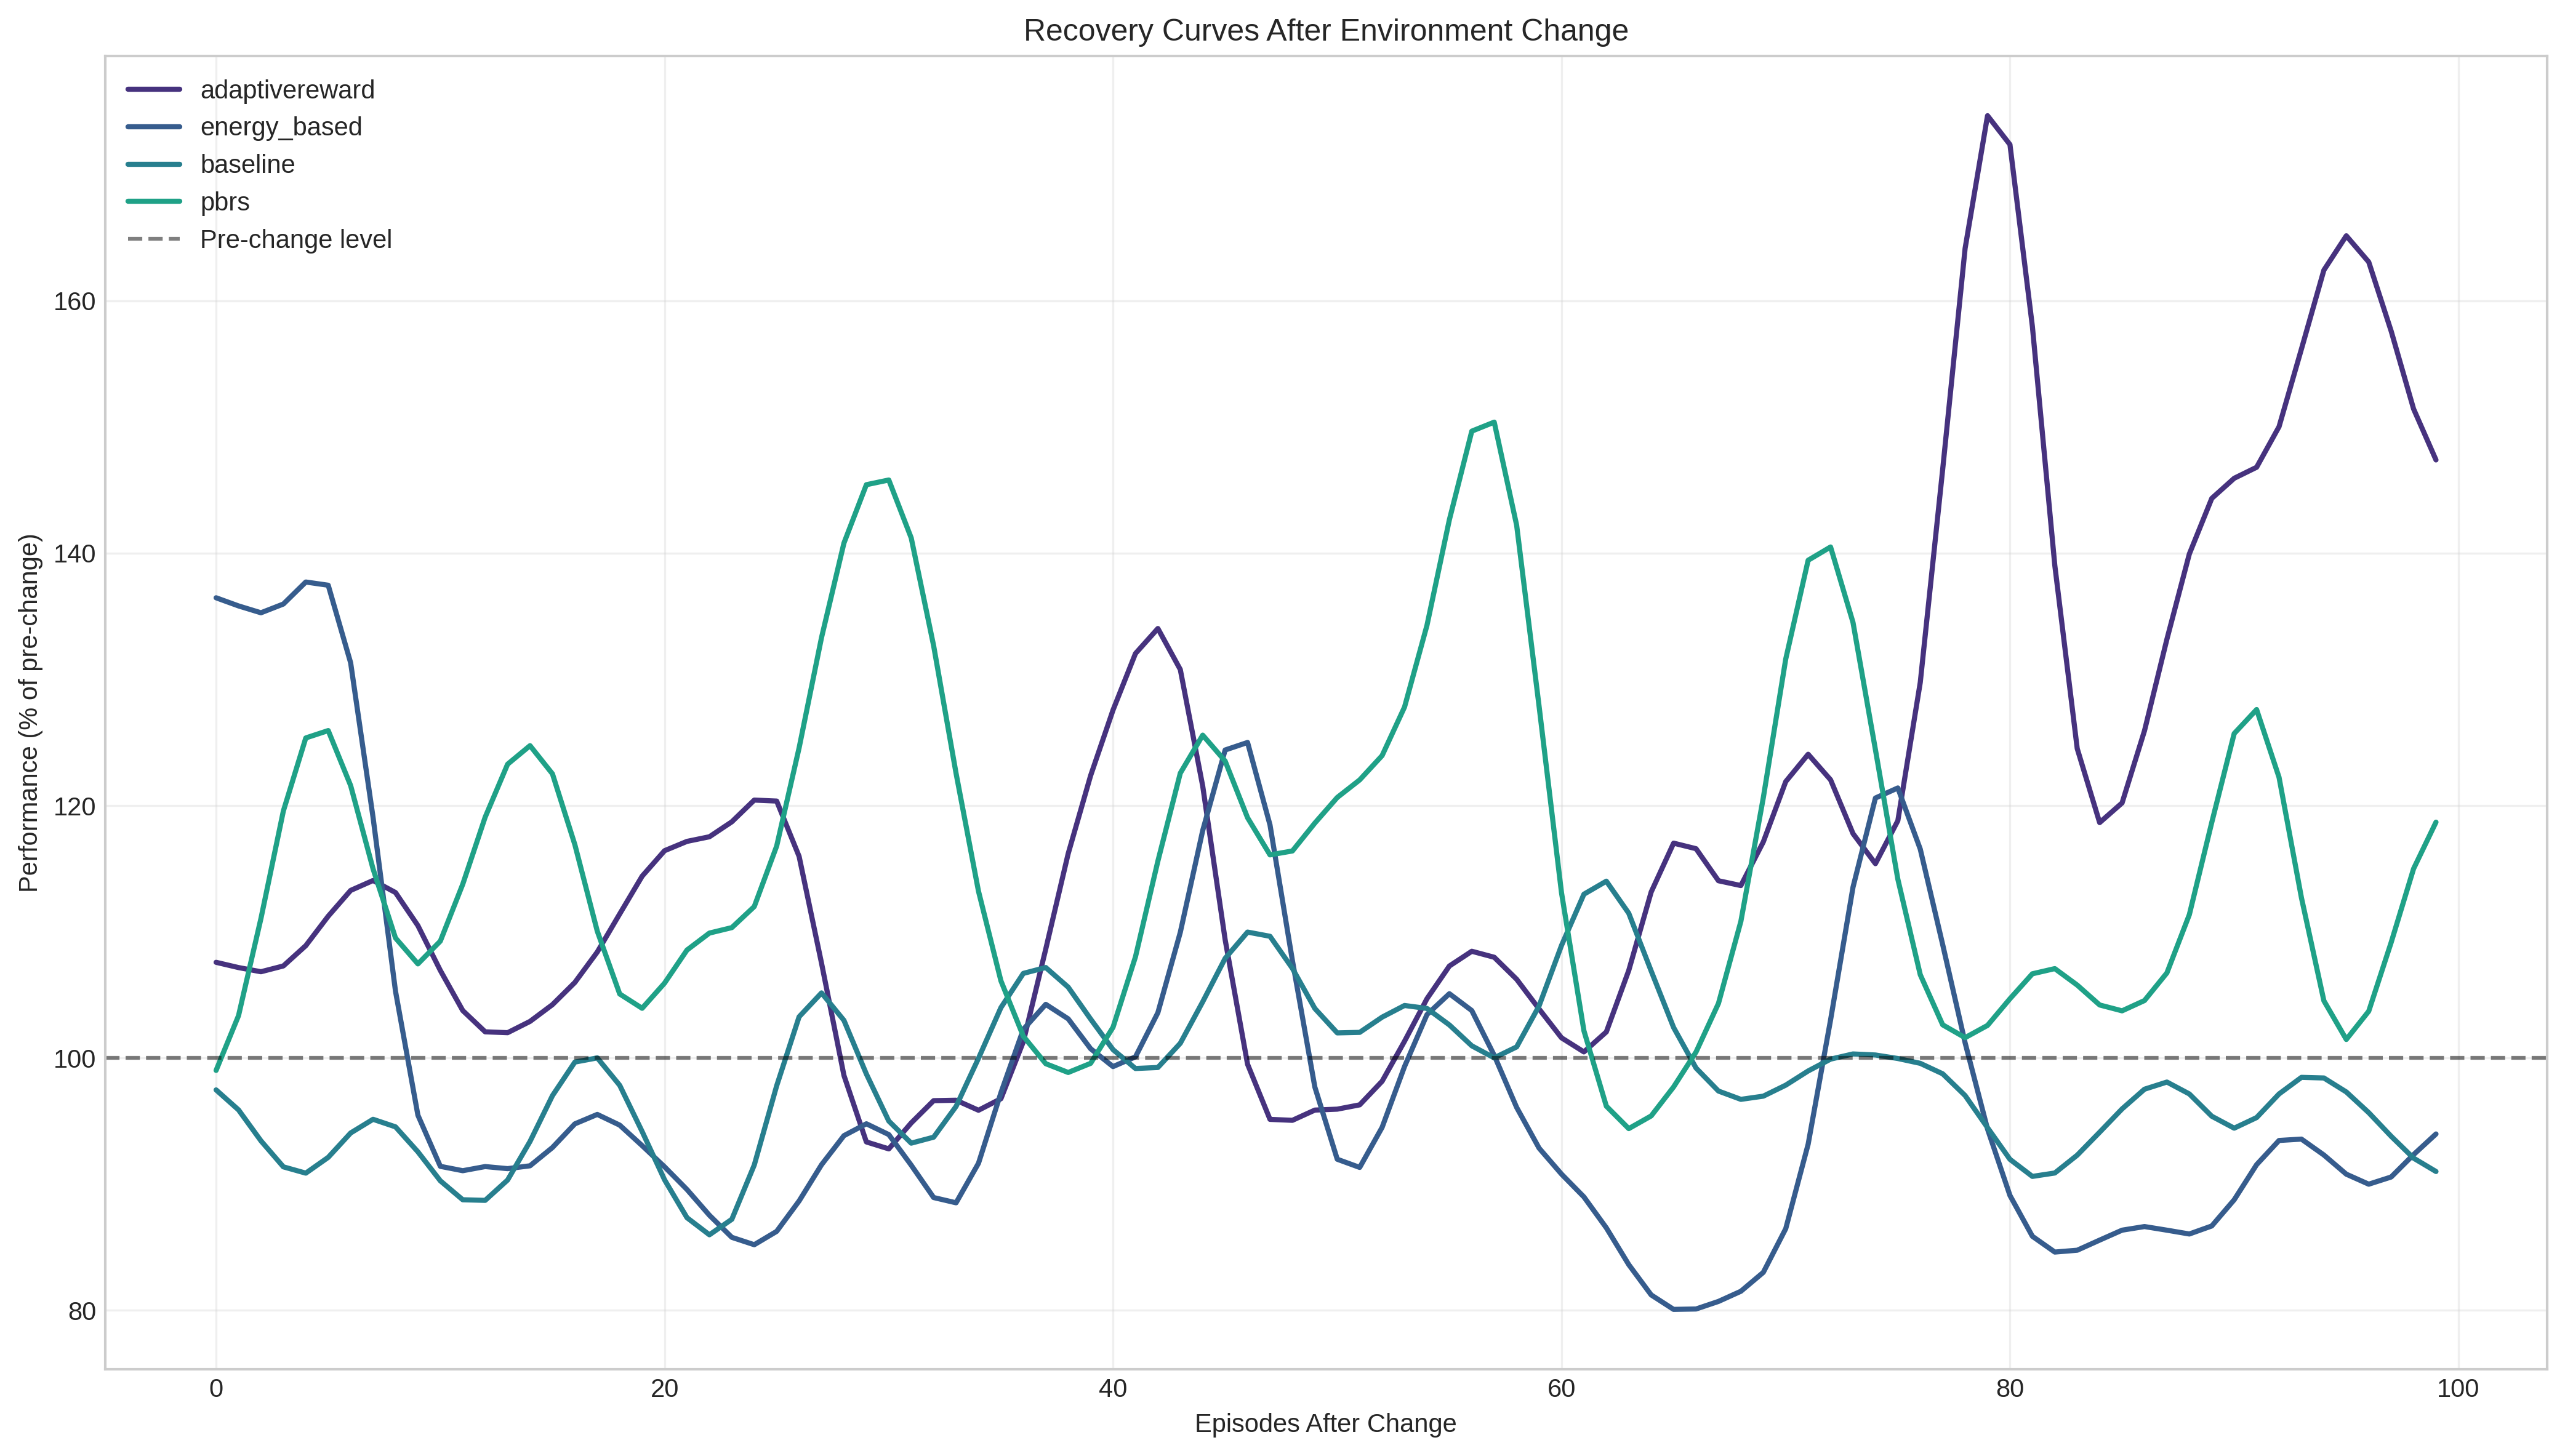 Recovery Curves After Environment Change
adaptivereward
energy_based
baseline
pbrs
Pre-change level
Performance (% of pre-change)
160
140
120
100
80
0
20
40
60
80
100
Episodes After Change